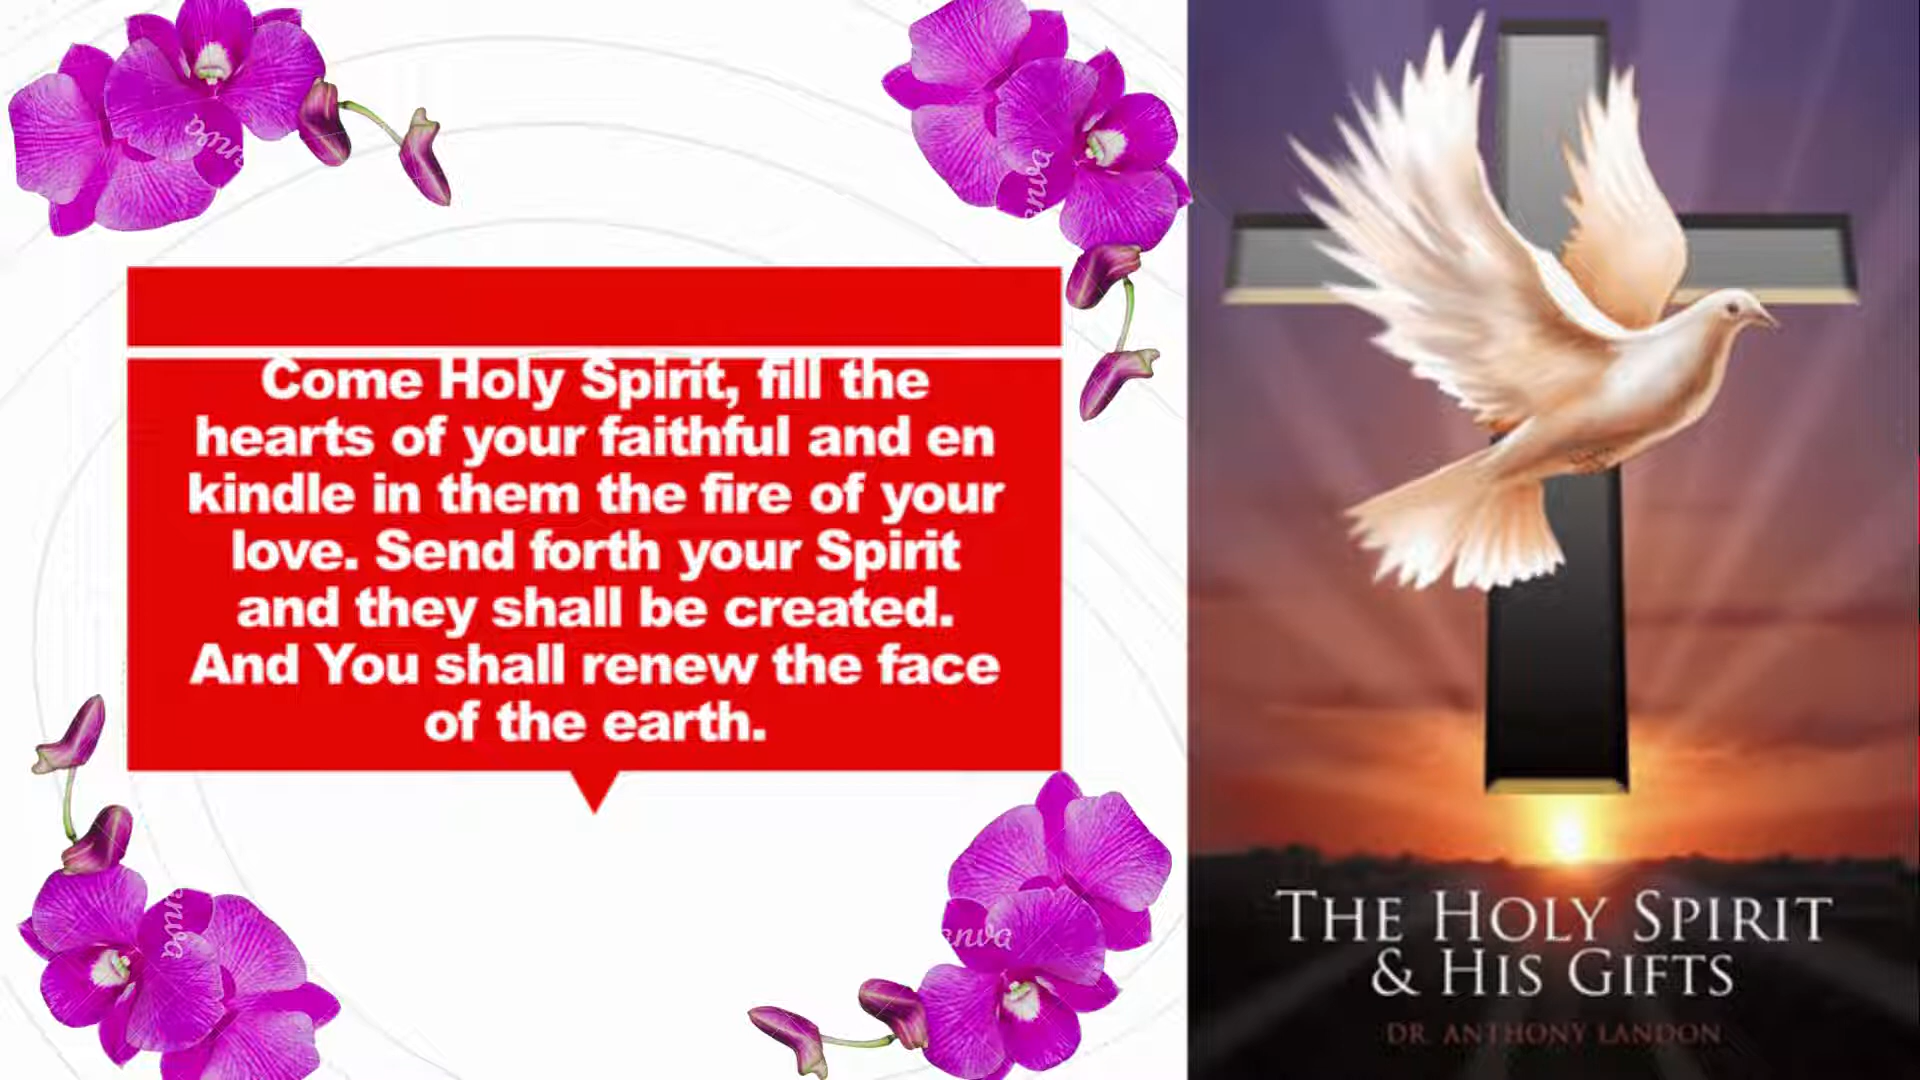 Come Holy Spirit, fill the
hearts of your faithful and en
kindle in them the fire of your
love. Send forth your Spirit
and they shall be created.
And You shall renew the face
of the earth.
THE HOLY SPIRIT
& HIS GIFTS
DR. ANTHONY LANDON